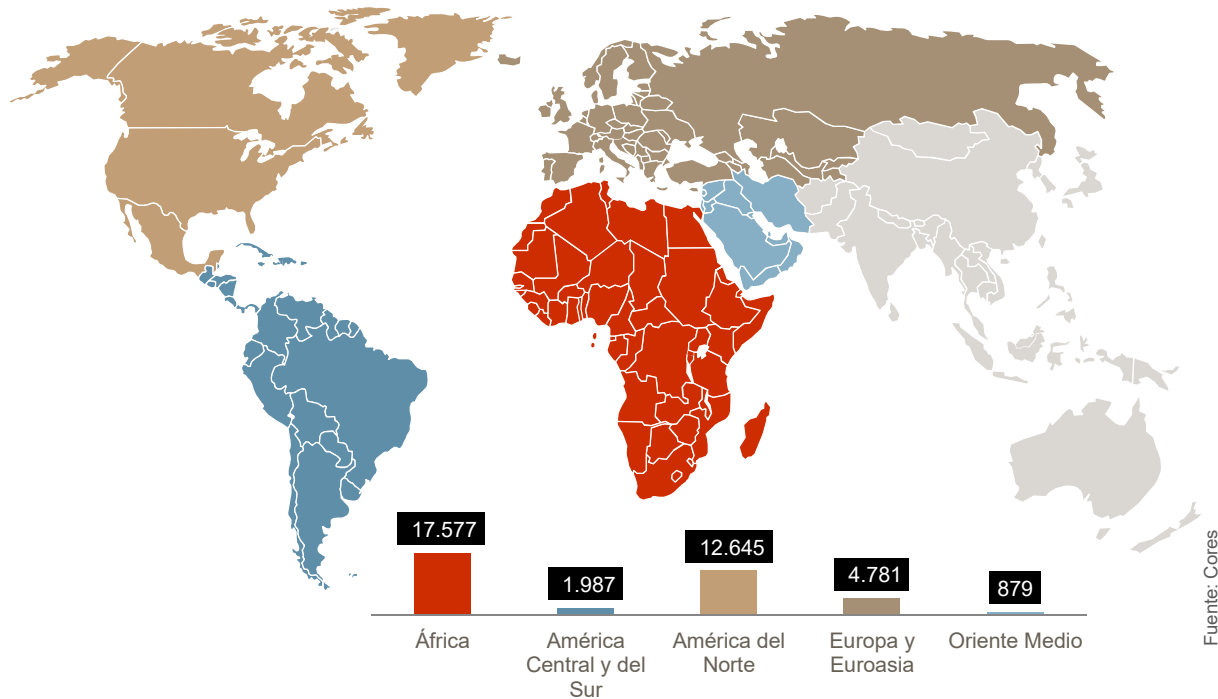 17.577
1.987
12.645
4.781
879
África
América
Central y del
Sur
América del
Norte
Europa y
Euroasia
Oriente Medio
Fuente: Cores